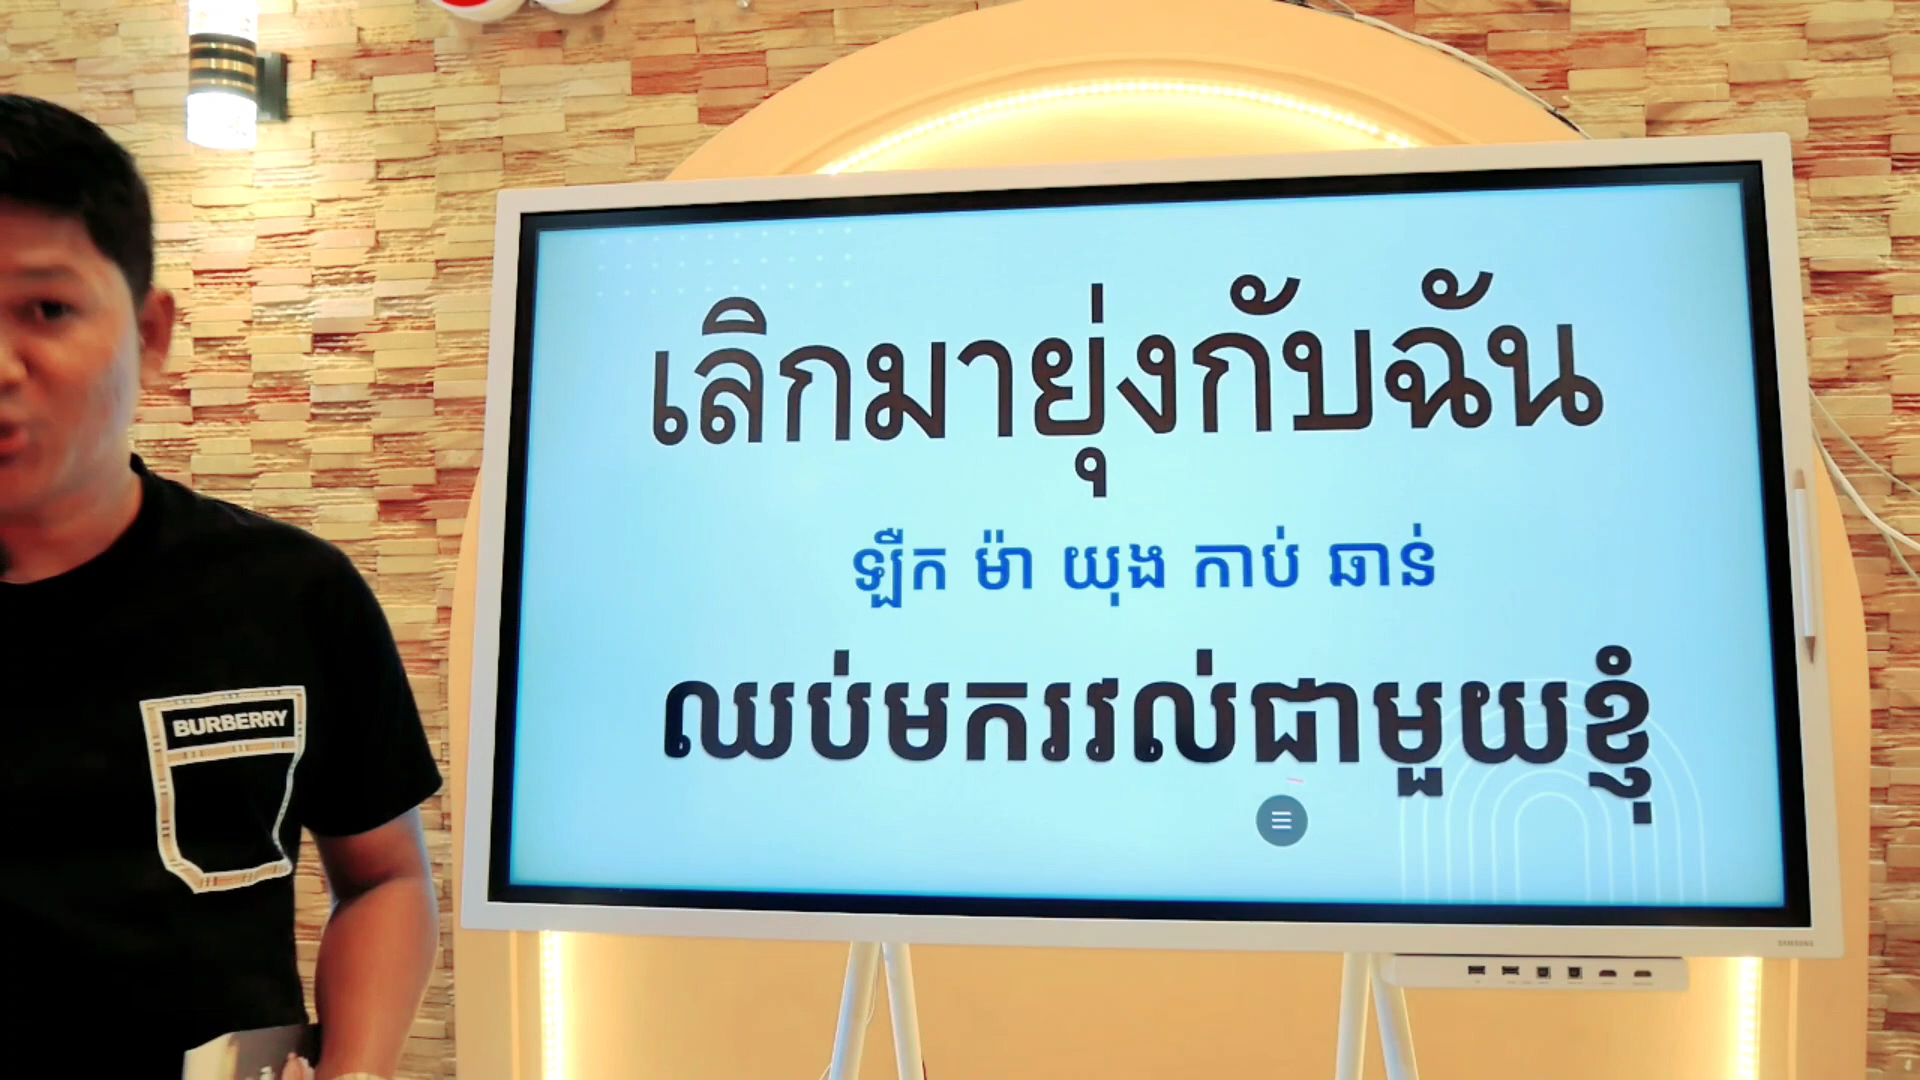 เลิกมายุ่งกับฉัน
ឡឺក ម៉ា យុង កាប់ ឆាន់
ឈប់មករវល់ជាមួយខ្ញុំ
BURBERRY
SAMSUNG